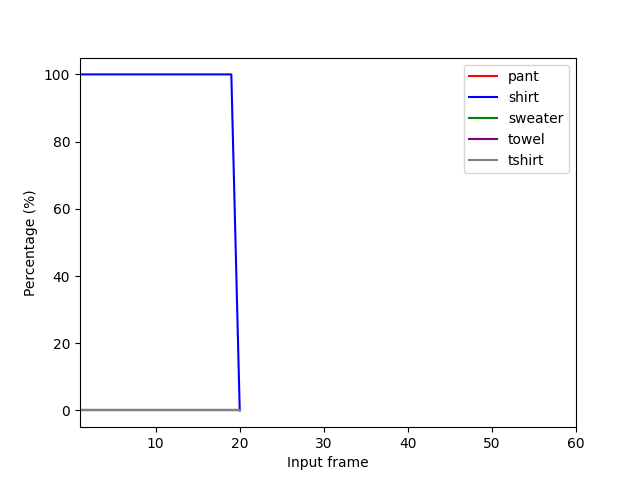 100
80
60
40
20
0
Percentage (%)
10 20 30 40 50 60
Input frame
pant
shirt
sweater
towel
tshirt